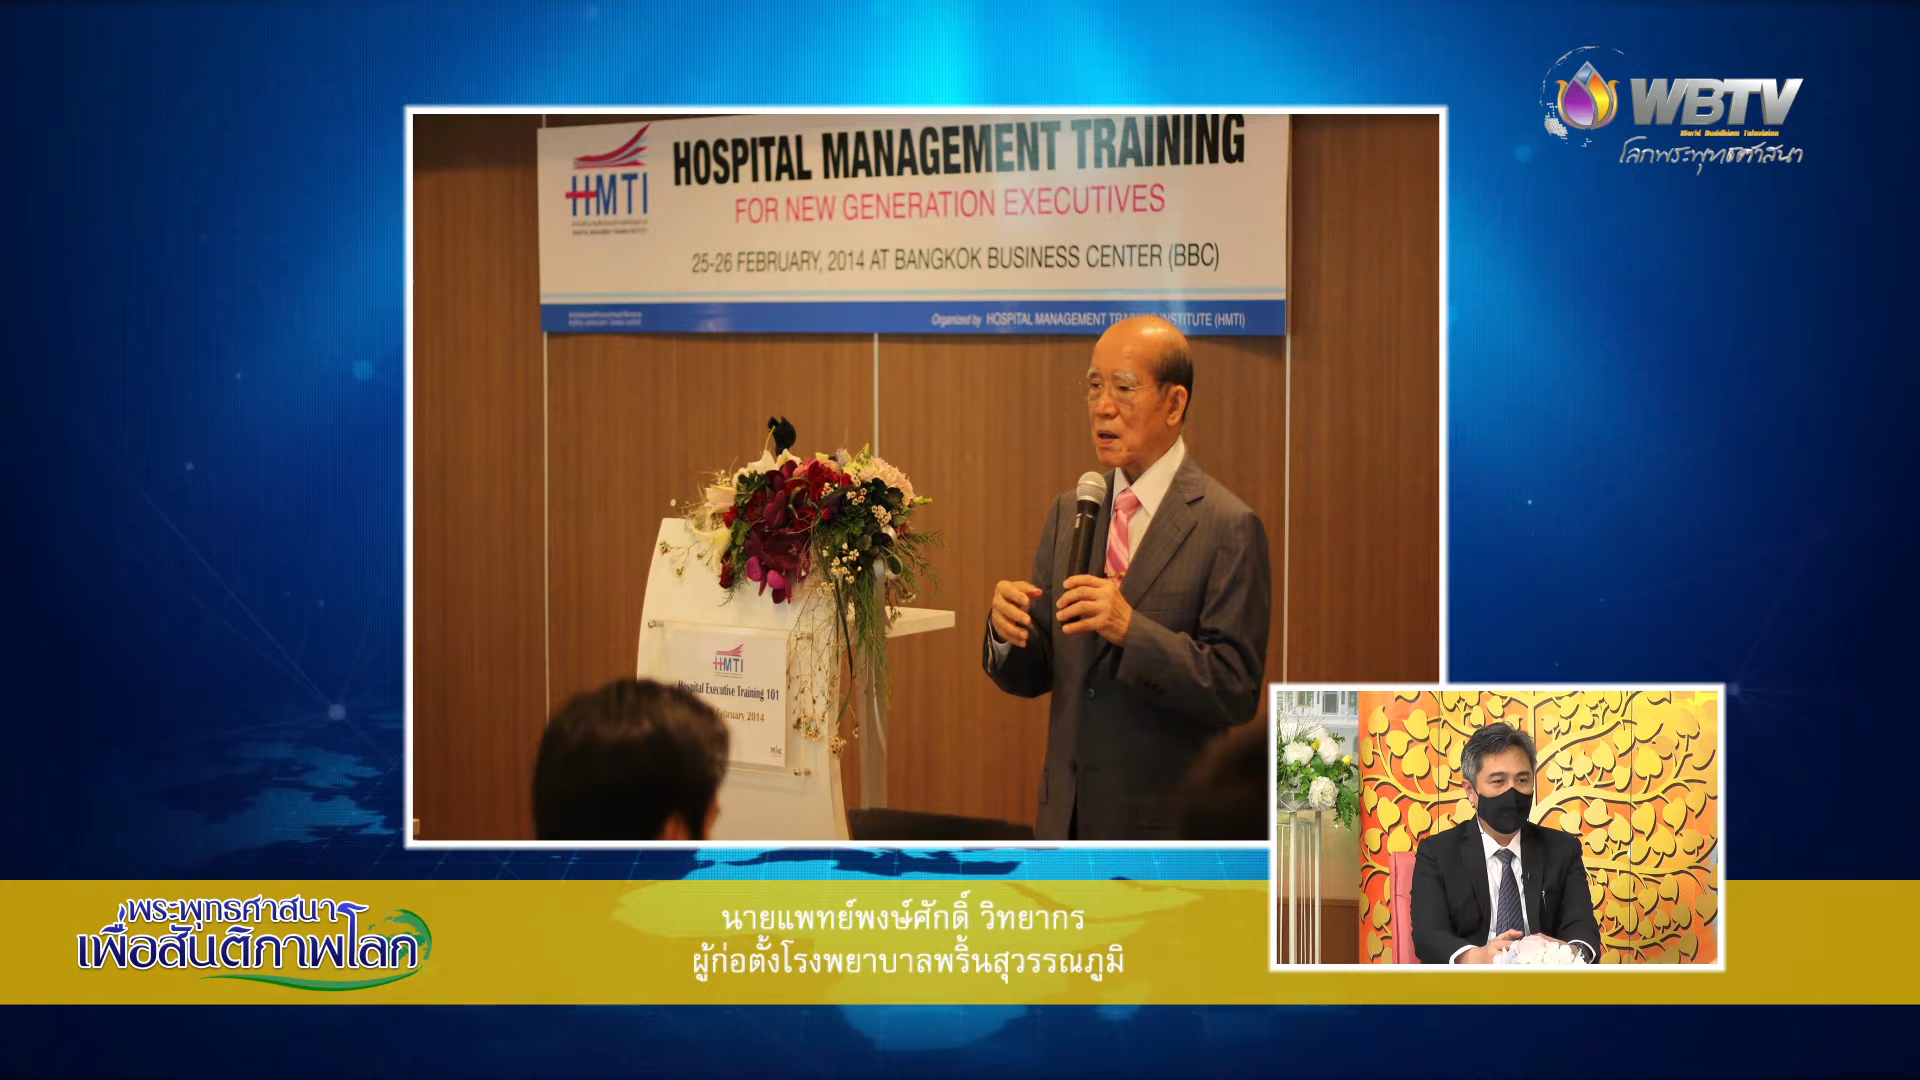 WBTV
World Buddhism Television
โลกพระพุทธศาสนา
HMTI
HOSPITAL MANAGEMENT TRAINING
FOR NEW GENERATION EXECUTIVES
25-26 FEBRUARY, 2014 AT BANGKOK BUSINESS CENTER (BBC)
Organized by HOSPITAL MANAGEMENT TRAINING INSTITUTE (HMTI)
HMTI
Hospital Executive Training 101
February 2014
พระพุทธศาสนา
เพื่อสันติภาพโลก
นายแพทย์พงษ์ศักดิ์ วิทยากร
ผู้ก่อตั้งโรงพยาบาลพริ้นสุวรรณภูมิ